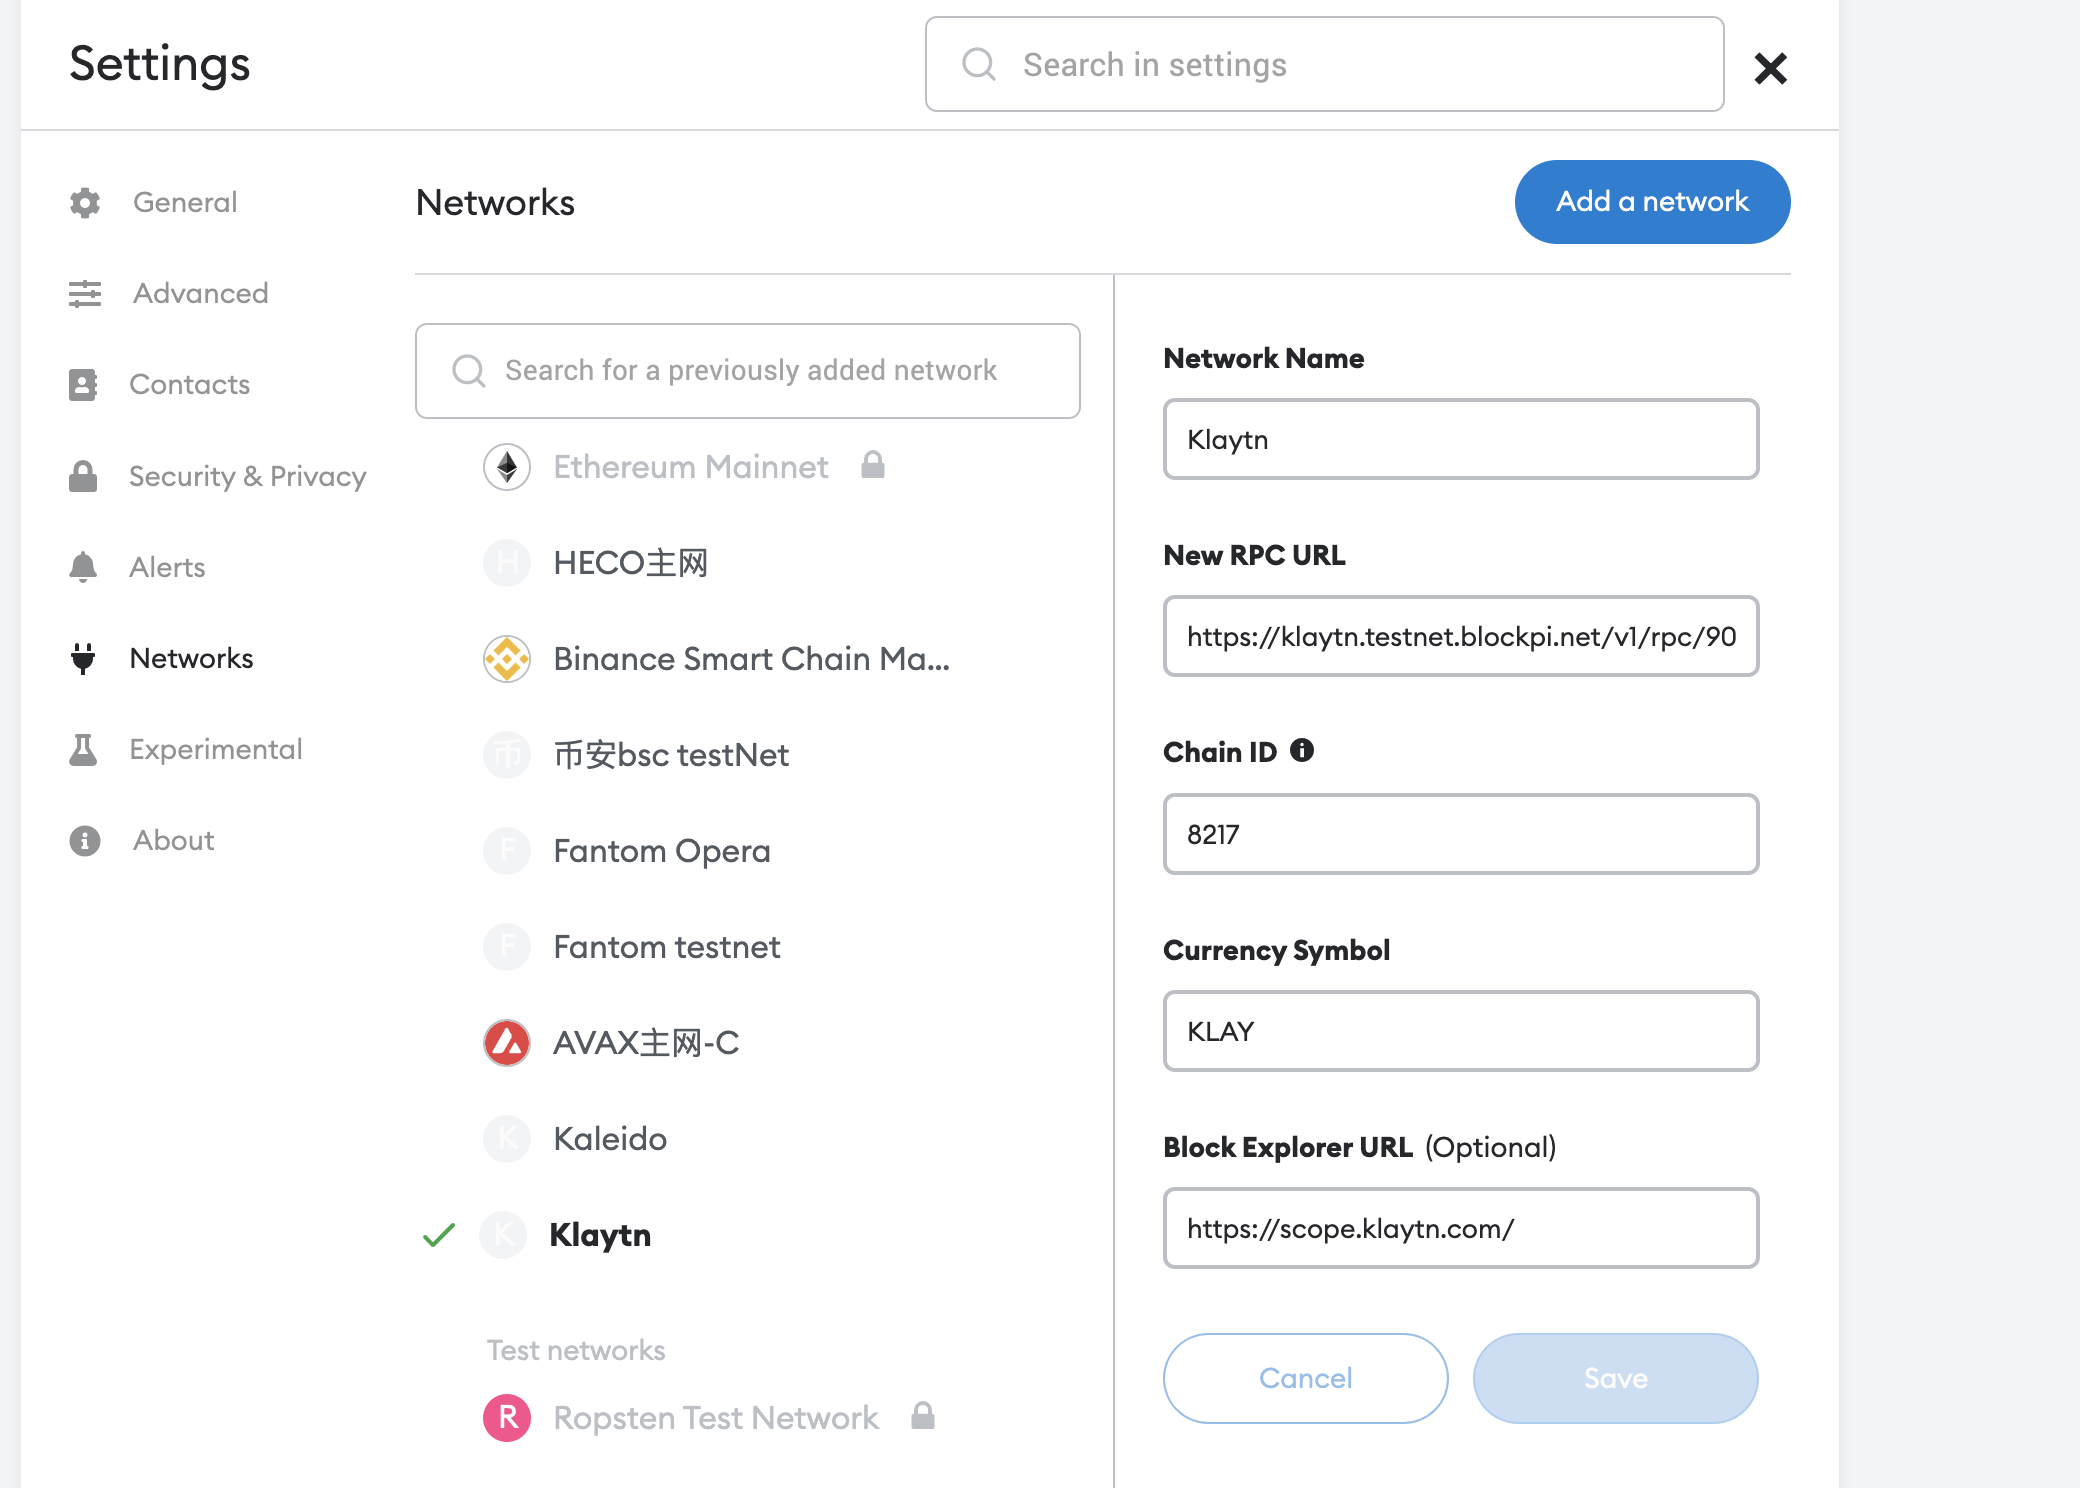 Settings
Search in settings
General
Advanced
Contacts
Security & Privacy
Alerts
Networks
Experimental
About
Networks
Add a network
Search for a previously added network
Ethereum Mainnet
H HECO主网
Binance Smart Chain Ma...
币 币安bsc testNet
F Fantom Opera
F Fantom testnet
AVAX主网-C
K Kaleido
K Klaytn
Test networks
R Ropsten Test Network
Network Name
Klaytn
New RPC URL
https://klaytn.testnet.blockpi.net/v1/rpc/90
Chain ID
8217
Currency Symbol
KLAY
Block Explorer URL (Optional)
https://scope.klaytn.com/
Cancel
Save